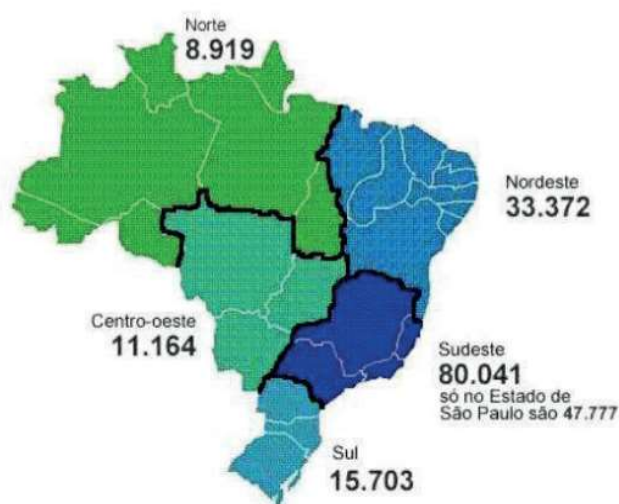 Norte
8.919
Nordeste
33.372
Centro-oeste
11.164
Sudeste
80.041
só no Estado de
São Paulo são 47.777
Sul
15.703